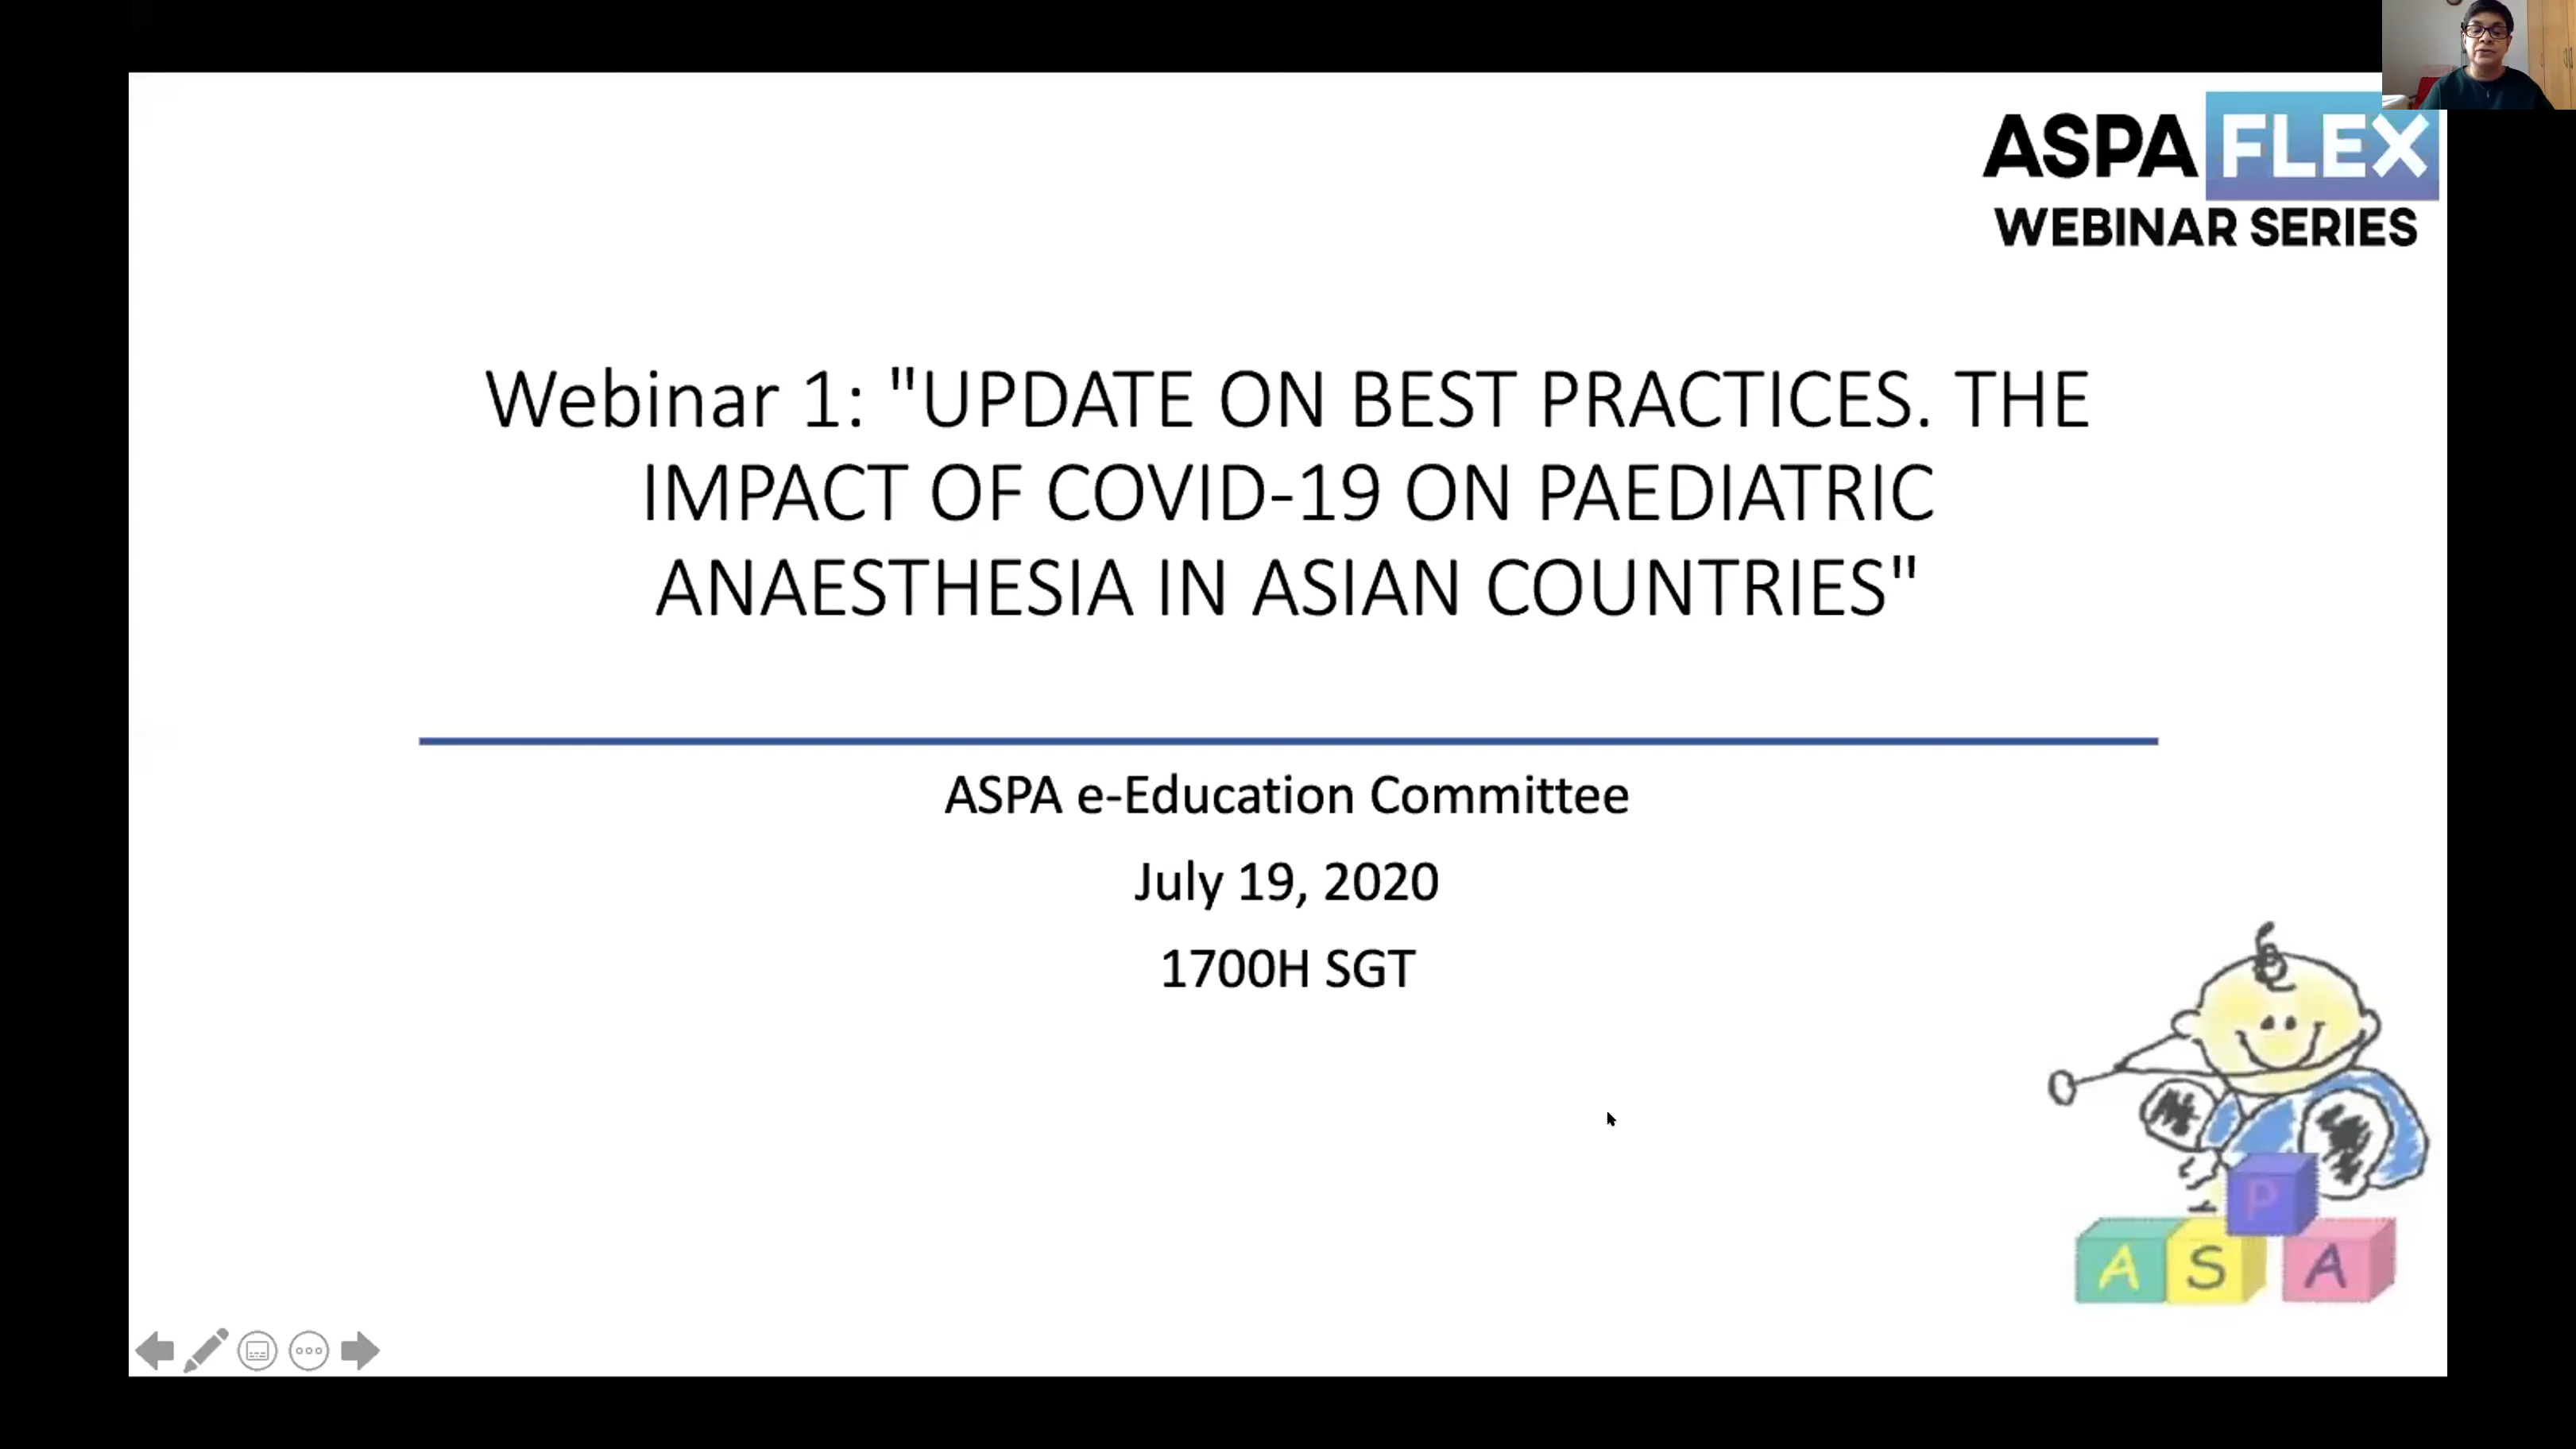 ASPA FLEX
WEBINAR SERIES
Webinar 1: "UPDATE ON BEST PRACTICES. THE
IMPACT OF COVID-19 ON PAEDIATRIC
ANAESTHESIA IN ASIAN COUNTRIES"
ASPA e-Education Committee
July 19, 2020
1700H SGT
P
A S A